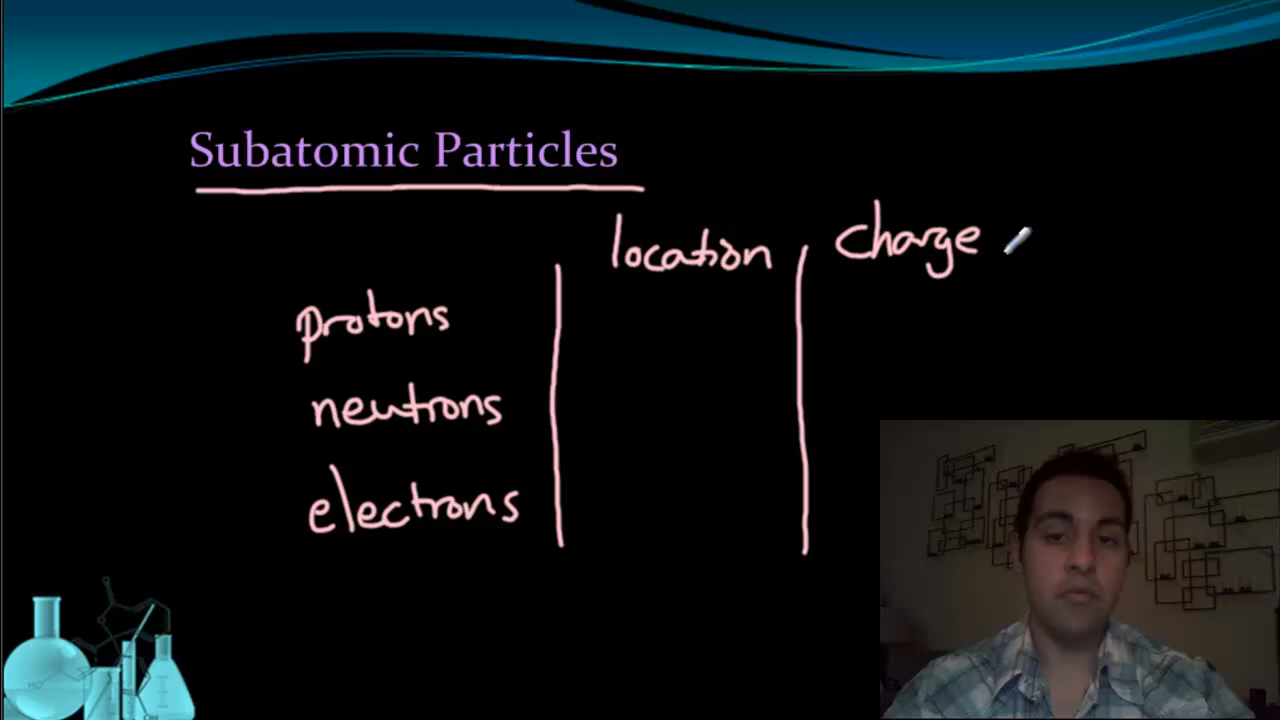 Subatomic Particles
location charge
protons
neutrons
electrons